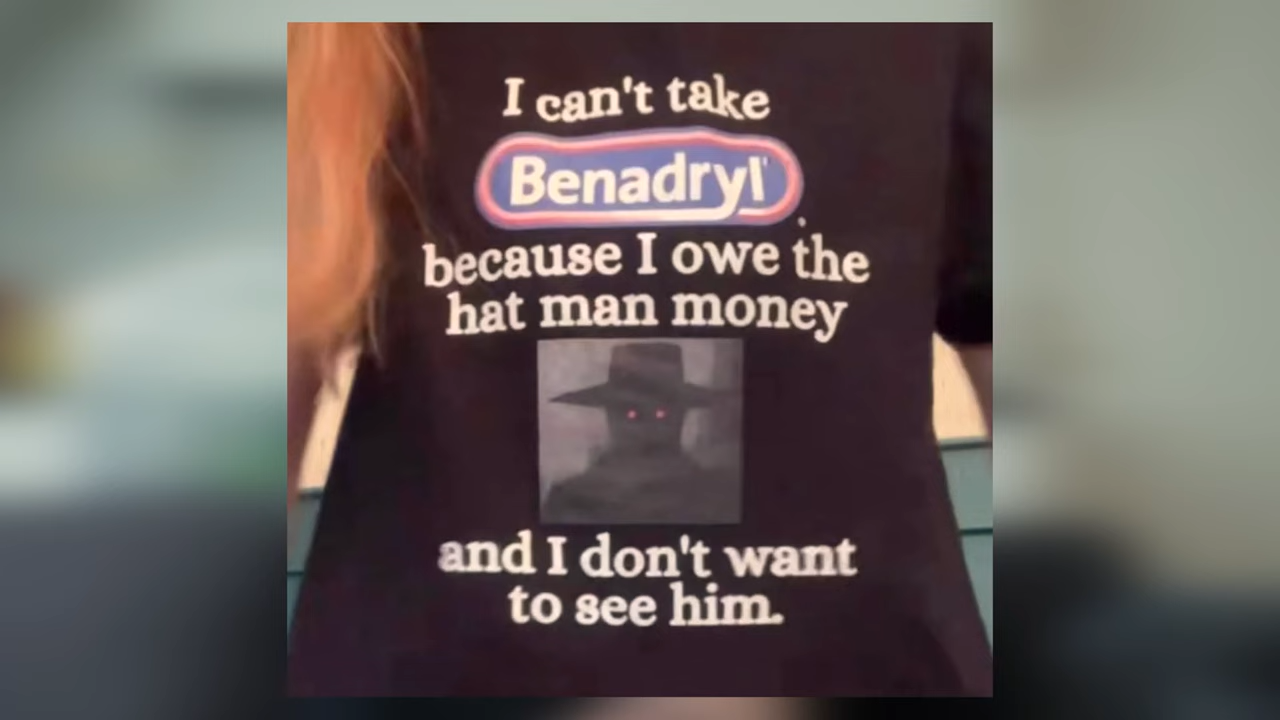 I can't take
Benadryl
because I owe the
hat man money
and I don't want
to see him.